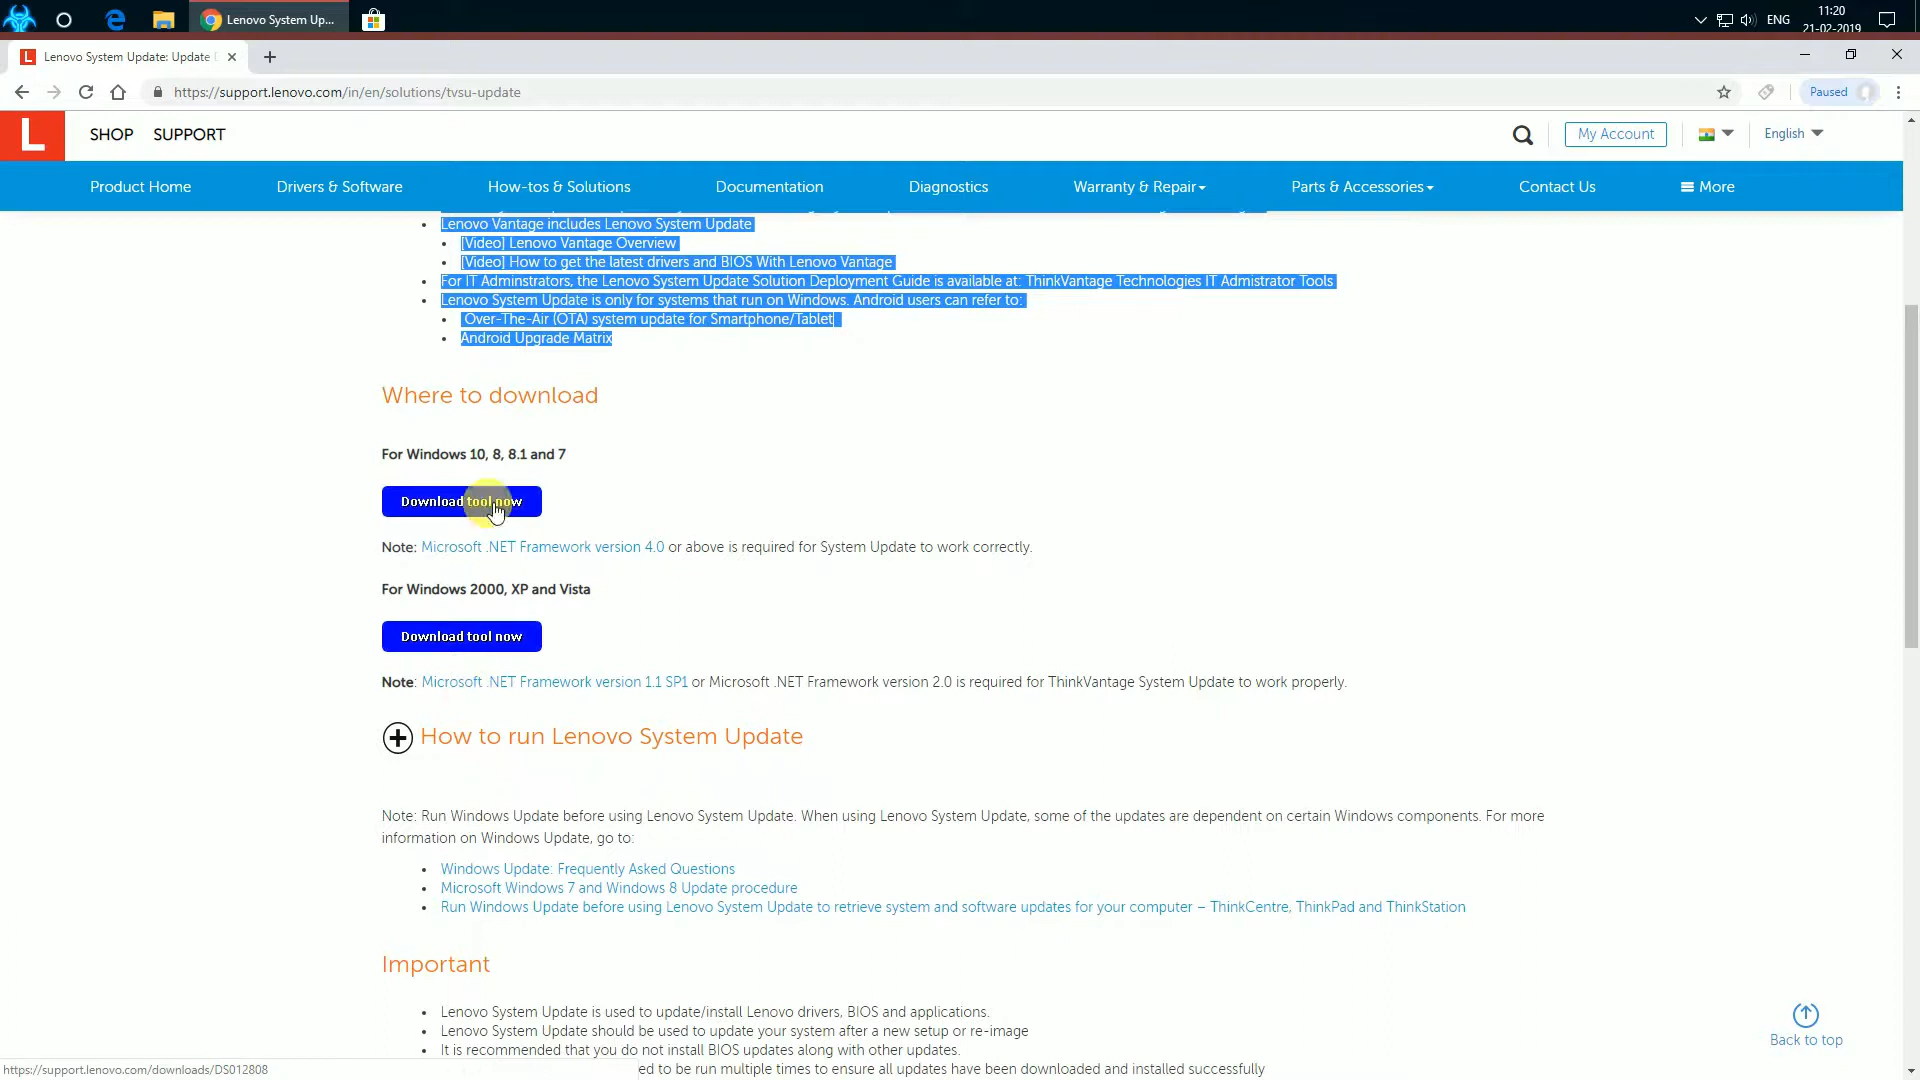 Lenovo System Up...
ENG
11:20
21-02-2019
Lenovo System Update: Update
https://support.lenovo.com/in/en/solutions/tvsu-update
Paused
L
SHOP
SUPPORT
My Account
English
Product Home
Drivers & Software
How-tos & Solutions
Documentation
Diagnostics
Warranty & Repair
Parts & Accessories
Contact Us
More
Lenovo Vantage includes Lenovo System Update
[Video] Lenovo Vantage Overview
[Video] How to get the latest drivers and BIOS With Lenovo Vantage
For IT Adminstrators, the Lenovo System Update Solution Deployment Guide is available at: ThinkVantage Technologies IT Admistrator Tools
Lenovo System Update is only for systems that run on Windows. Android users can refer to:
Over-The-Air (OTA) system update for Smartphone/Tablet
Android Upgrade Matrix
Where to download
For Windows 10, 8, 8.1 and 7
Download tool now
Note: Microsoft .NET Framework version 4.0 or above is required for System Update to work correctly.
For Windows 2000, XP and Vista
Download tool now
Note: Microsoft .NET Framework version 1.1 SP1 or Microsoft .NET Framework version 2.0 is required for ThinkVantage System Update to work properly.
How to run Lenovo System Update
Note: Run Windows Update before using Lenovo System Update. When using Lenovo System Update, some of the updates are dependent on certain Windows components. For more
information on Windows Update, go to:
Windows Update: Frequently Asked Questions
Microsoft Windows 7 and Windows 8 Update procedure
Run Windows Update before using Lenovo System Update to retrieve system and software updates for your computer – ThinkCentre, ThinkPad and ThinkStation
Important
Lenovo System Update is used to update/install Lenovo drivers, BIOS and applications.
Lenovo System Update should be used to update your system after a new setup or re-image
It is recommended that you do not install BIOS updates along with other updates.
ed to be run multiple times to ensure all updates have been downloaded and installed successfully
Back to top
https://support.lenovo.com/downloads/DS012808